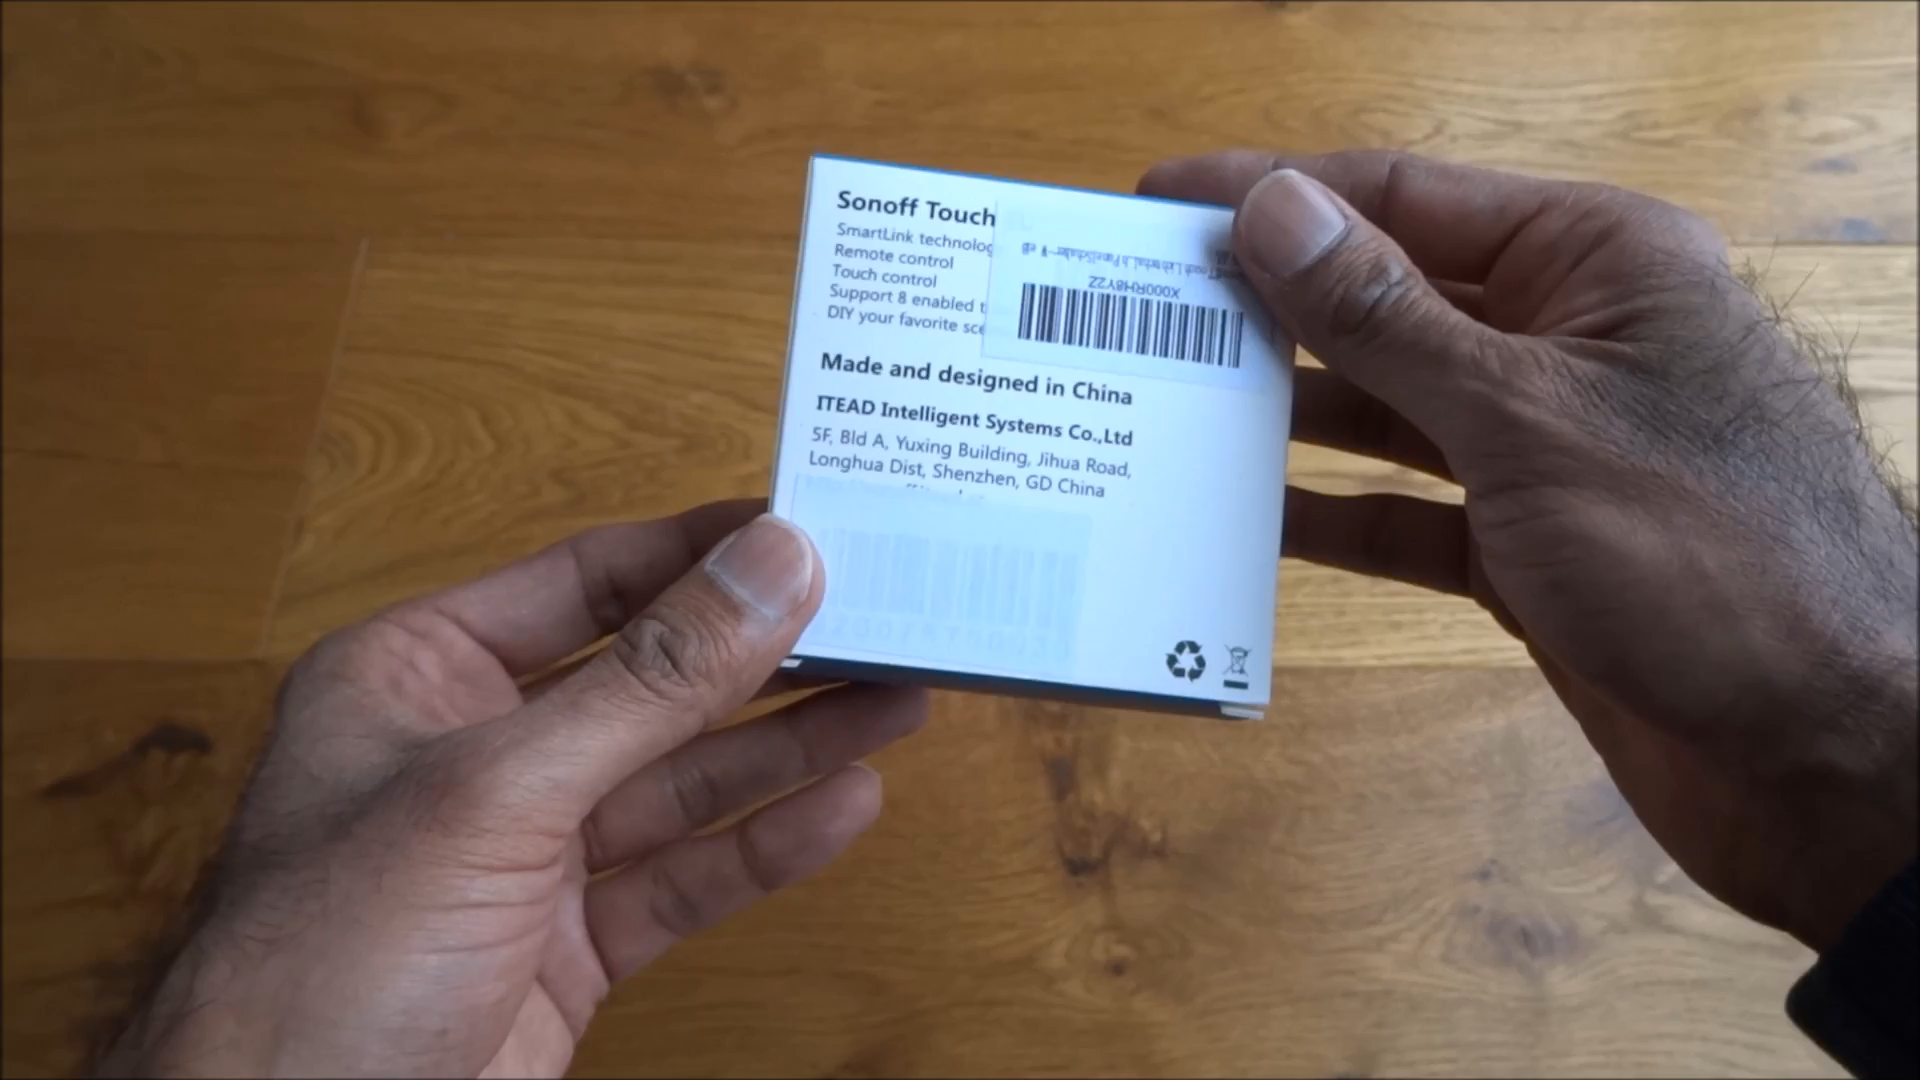 Sonoff Touch
SmartLink technolog
Remote control
Touch control
Support 8 enabled t
DIY your favorite sce
X000RH8Y2Z
Made and designed in China
ITEAD Intelligent Systems Co.,Ltd
5F, Bld A, Yuxing Building, Jihua Road,
Longhua Dist, Shenzhen, GD China